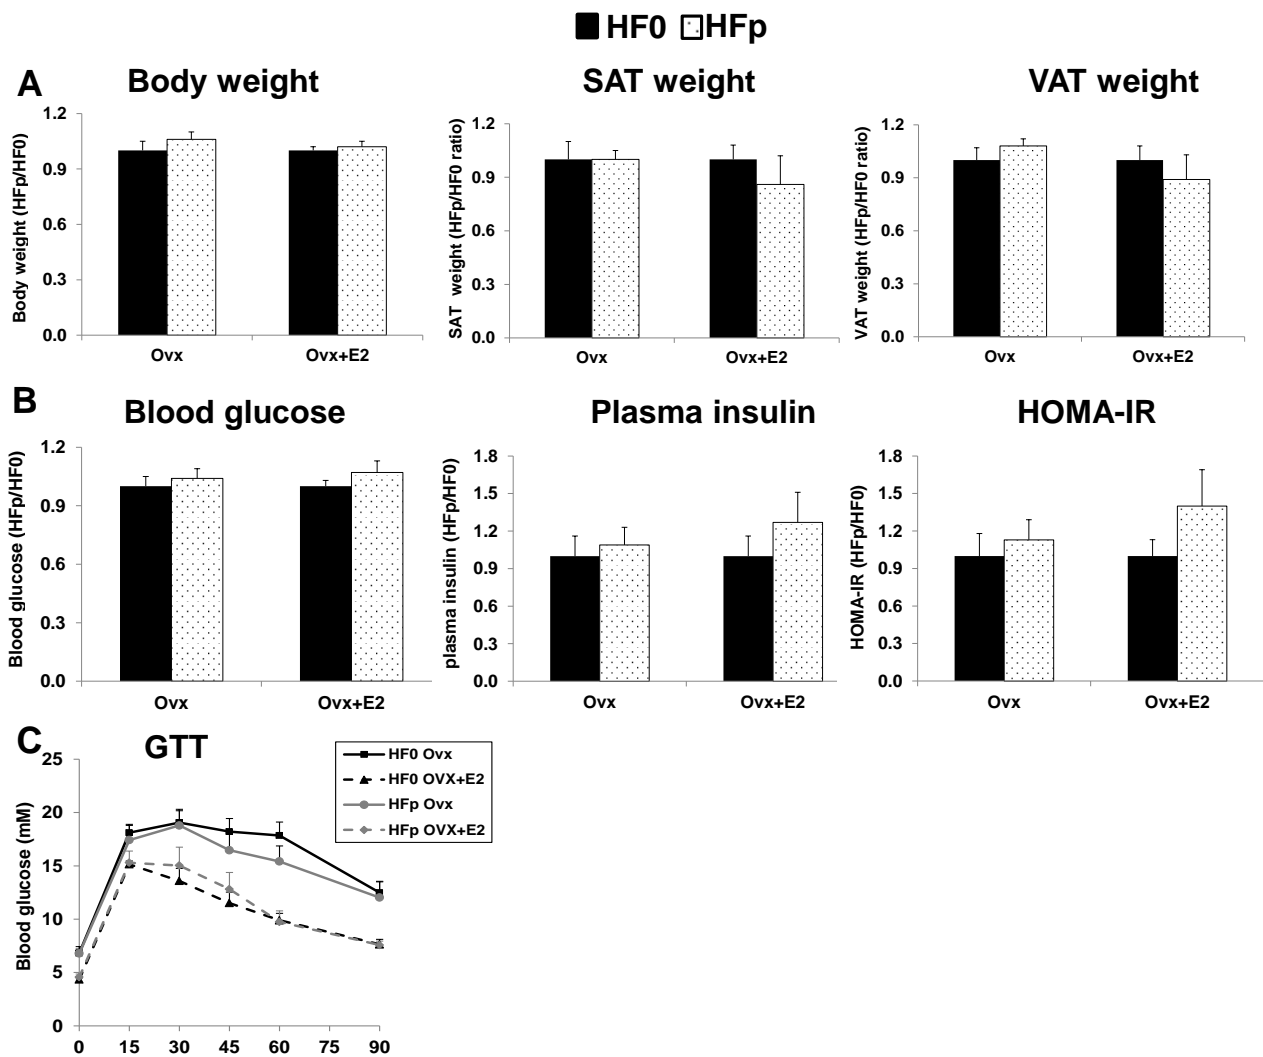 HF0 HFp
A
Body weight
SAT weight
VAT weight
Body weight (HFp/HF0)
1.2
0.9
0.6
0.3
0.0
Ovx
Ovx+E2
SAT weight (HFp/HF0 ratio)
1.2
0.9
0.6
0.3
0.0
Ovx
Ovx+E2
VAT weight (HFp/HF0 ratio)
1.2
0.9
0.6
0.3
0.0
Ovx
Ovx+E2
B
Blood glucose
Plasma insulin
HOMA-IR
Blood glucose (HFp/HF0)
1.2
0.9
0.6
0.3
0.0
Ovx
Ovx+E2
plasma insulin (HFp/HF0)
1.8
1.5
1.2
0.9
0.6
0.3
0.0
Ovx
Ovx+E2
HOMA-IR (HFp/HF0)
1.8
1.5
1.2
0.9
0.6
0.3
0.0
Ovx
Ovx+E2
C
GTT
Blood glucose (mM)
25
20
15
10
5
0
0 15 30 45 60 75 90
HF0 Ovx
HF0 OVX+E2
HFp Ovx
HFp OVX+E2